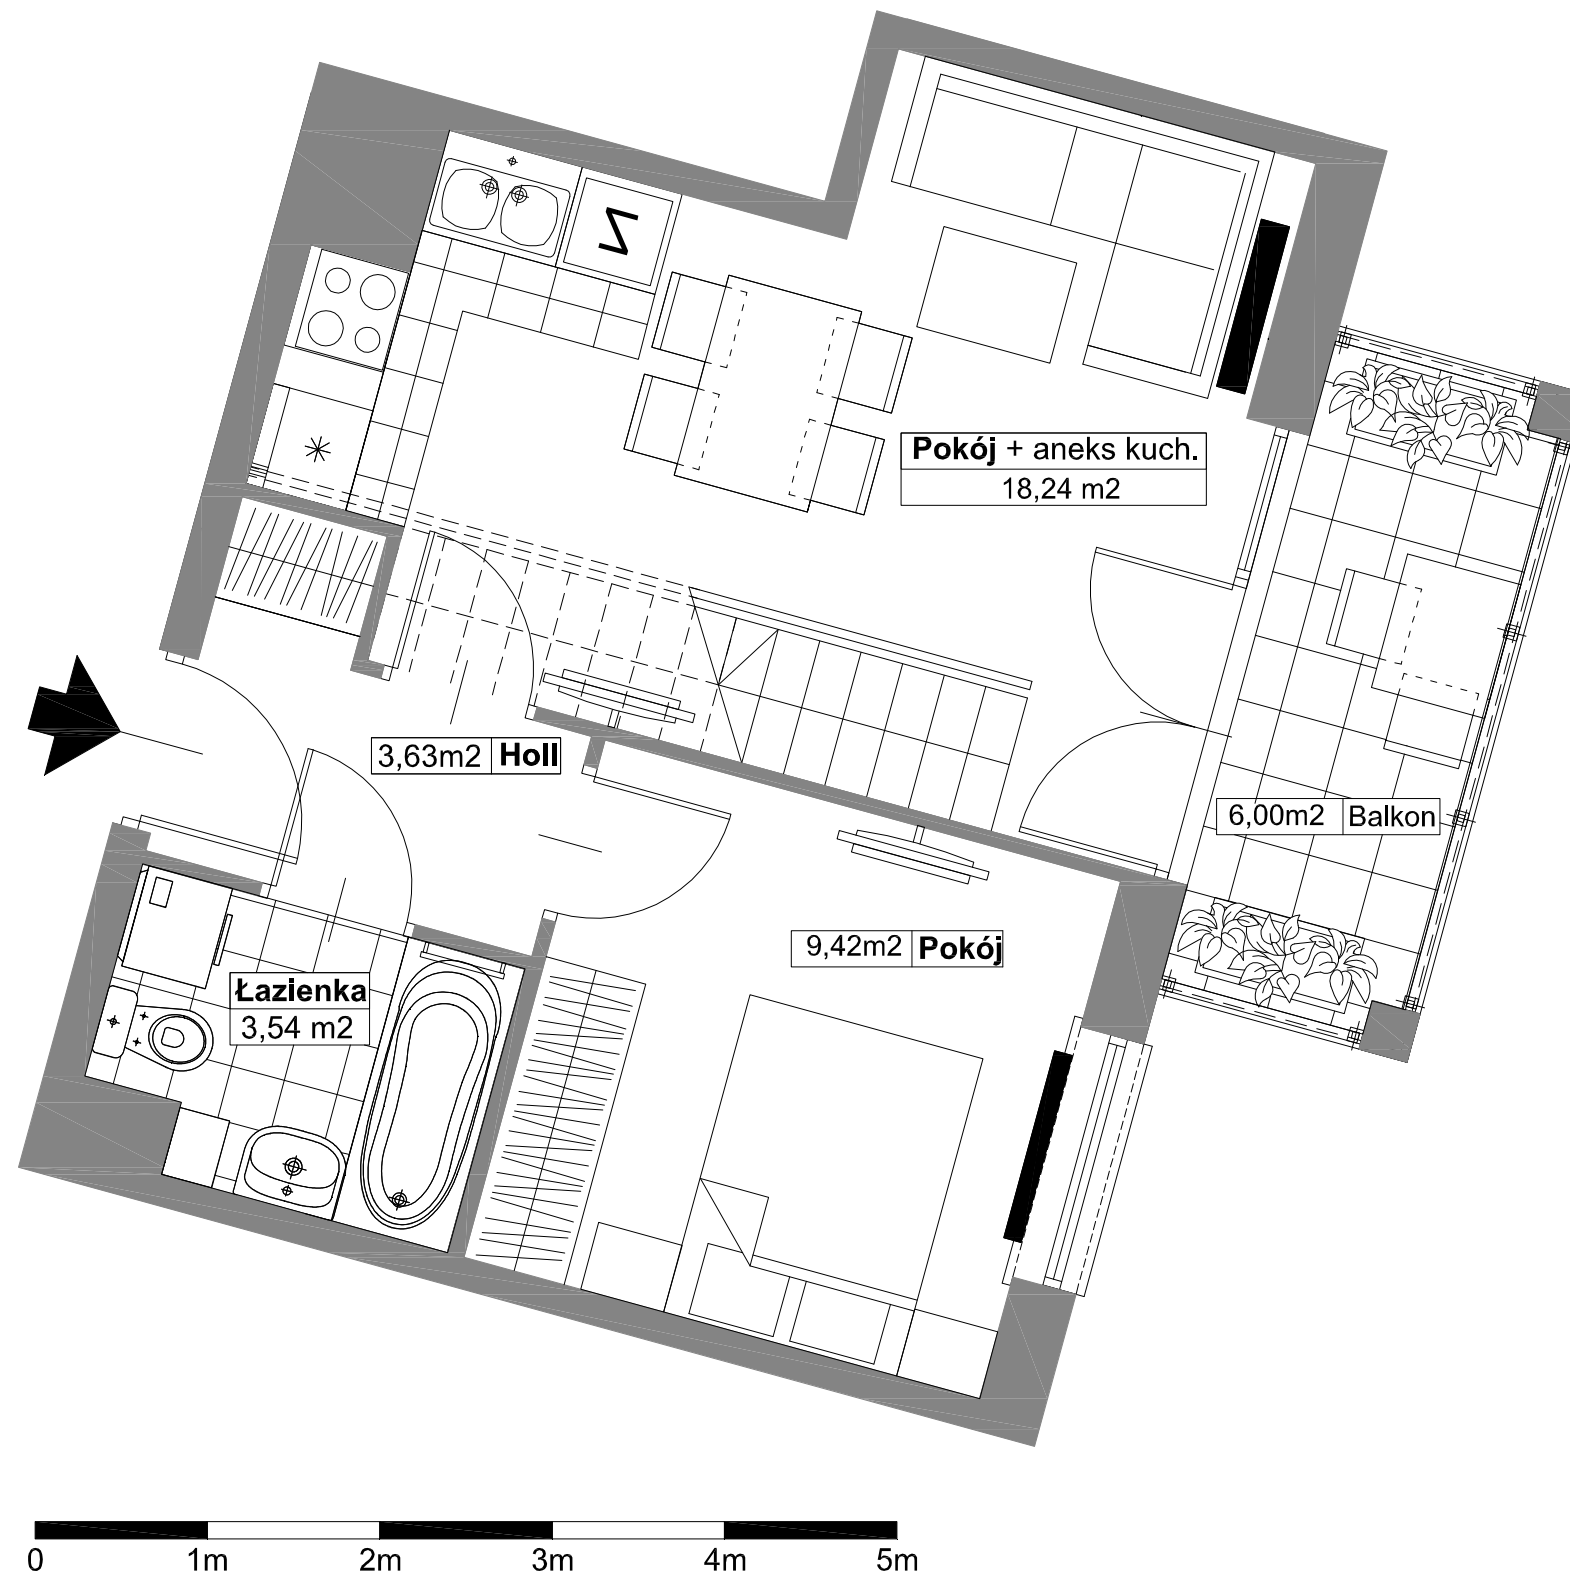 Z
Pokój + aneks kuch.
18,24 m2
3,63m2 Holl
6,00m2 Balkon
9,42m2 Pokój
Łazienka
3,54 m2
0 1m 2m 3m 4m 5m